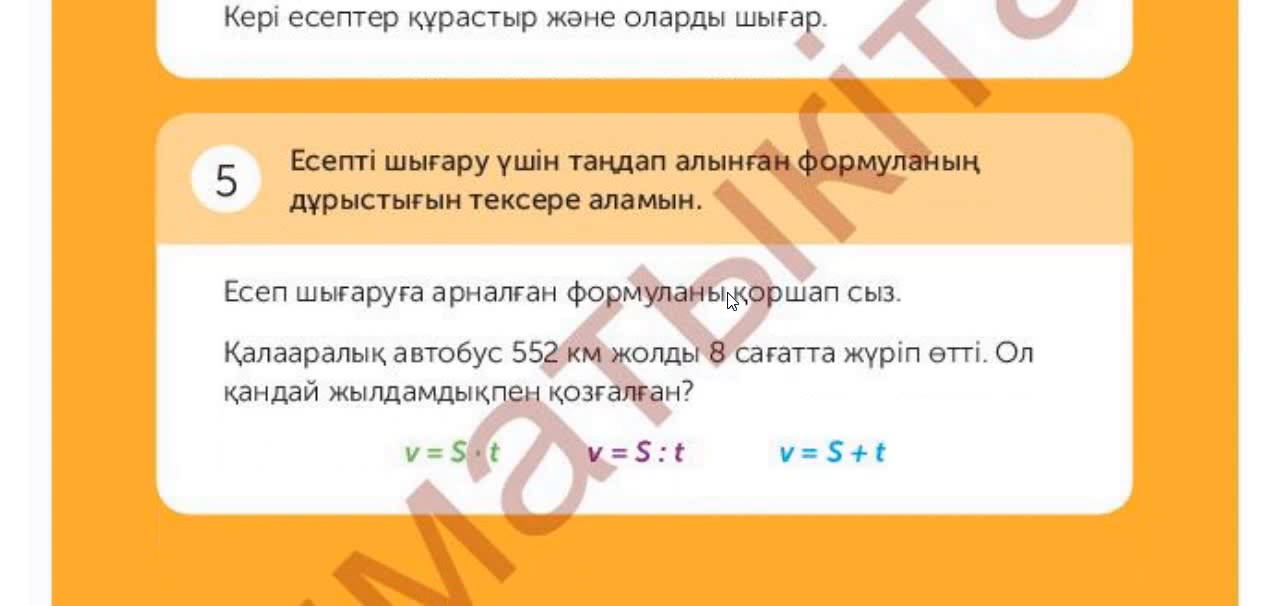 Кері есептер құрастыр және оларды шығар.
5
Есепті шығару үшін таңдап алынған формуланың
дұрыстығын тексере аламын.
Есеп шығаруға арналған формуланы қоршап сыз.
Қалааралық автобус 552 км жолды 8 сағатта жүріп өтті. Ол
қандай жылдамдықпен қозғалған?
v = S · t v = S : t v = S + t
матыкіта